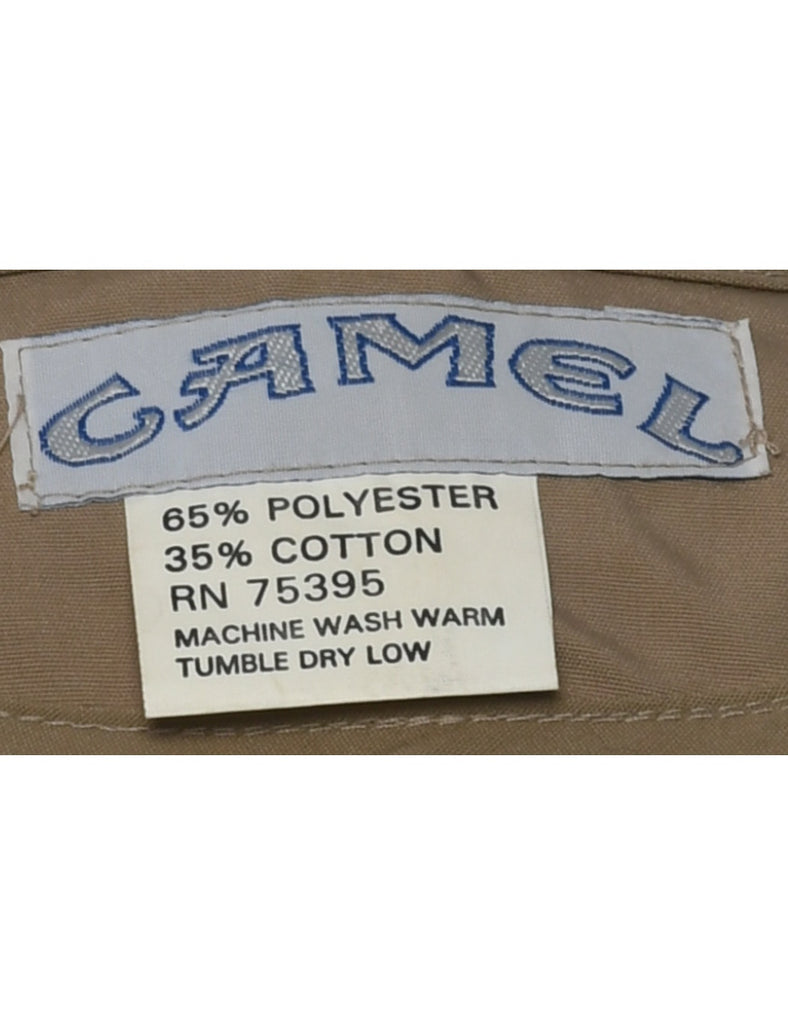 CAMEL
65% POLYESTER
35% COTTON
RN 75395
MACHINE WASH WARM
TUMBLE DRY LOW